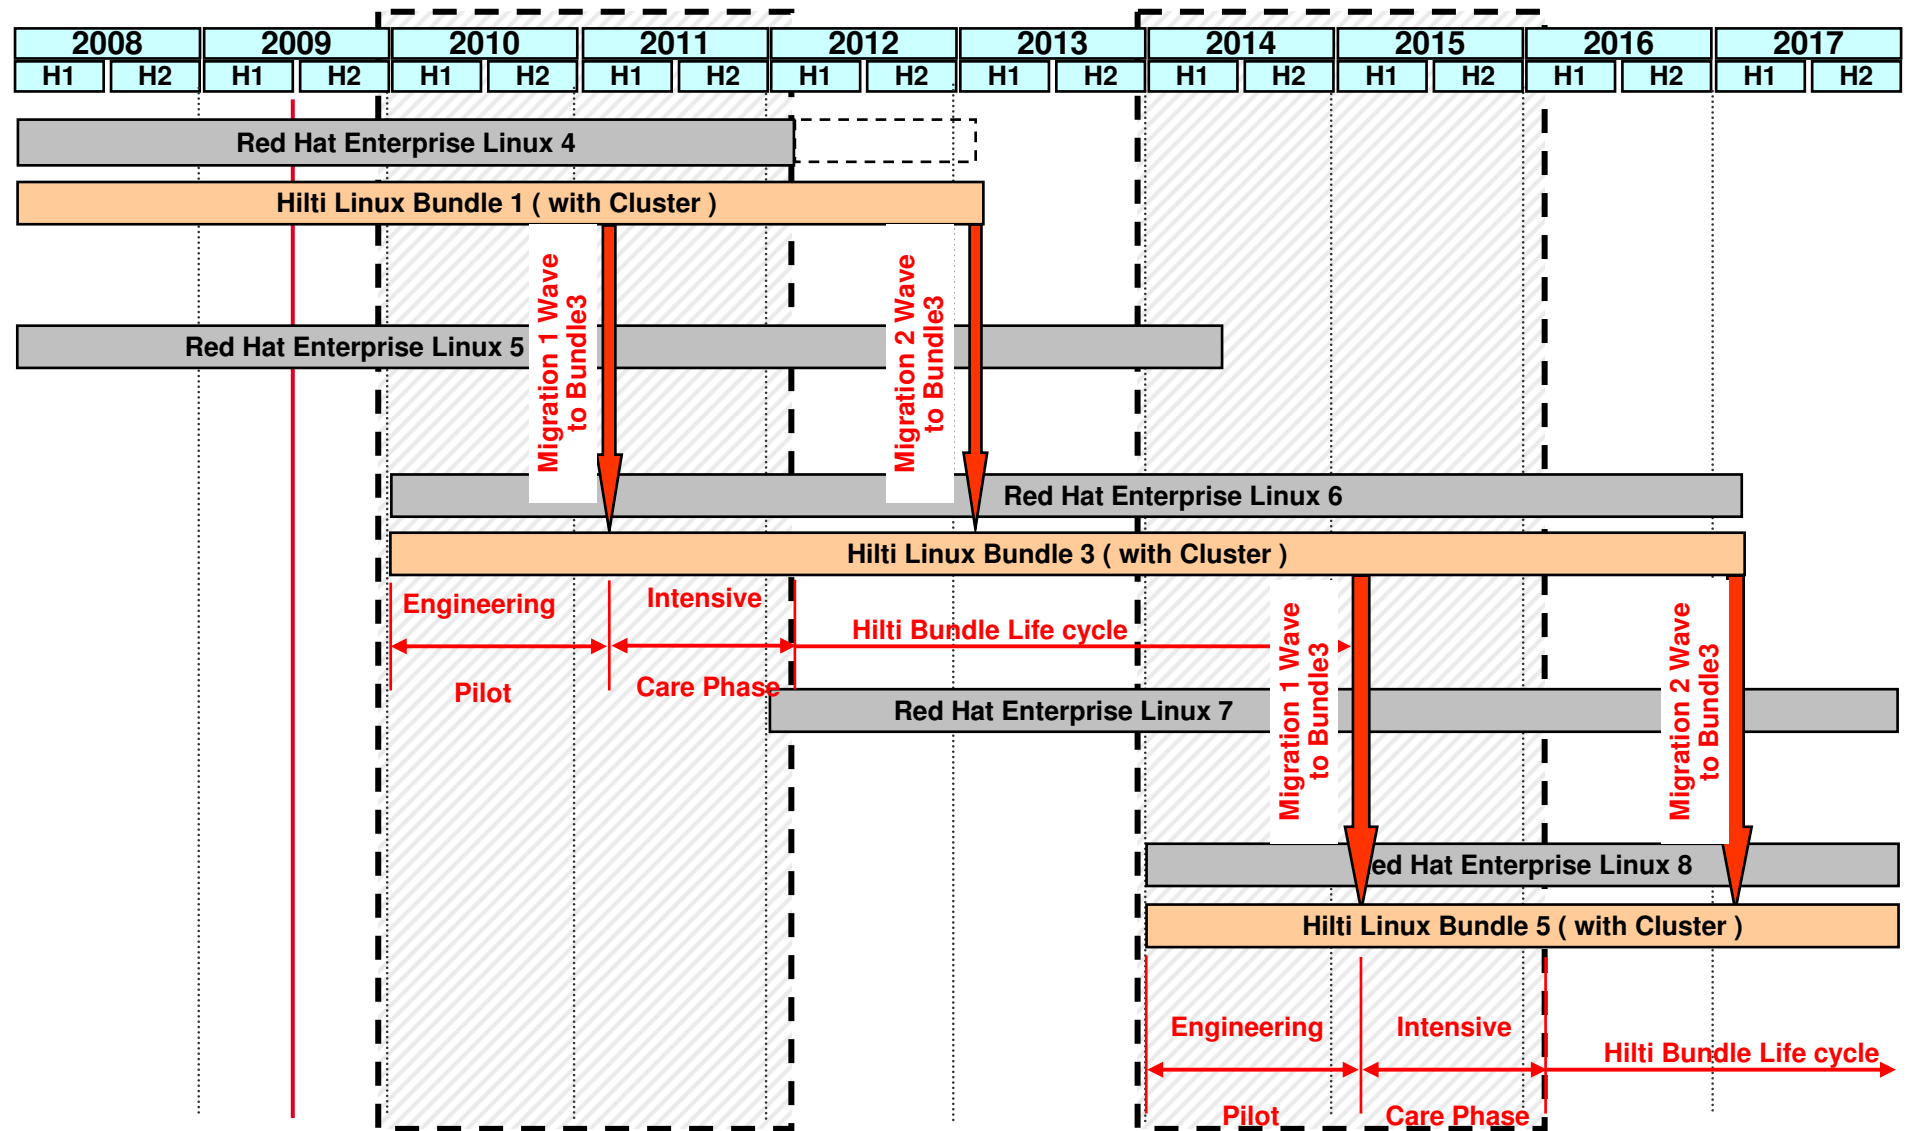 2008 2009 2010 2011 2012 2013 2014 2015 2016 2017
H1 H2 H1 H2 H1 H2 H1 H2 H1 H2 H1 H2 H1 H2 H1 H2 H1 H2 H1 H2
Red Hat Enterprise Linux 4
Hilti Linux Bundle 1 ( with Cluster )
Migration 1 Wave
to Bundle3
Migration 2 Wave
to Bundle3
Red Hat Enterprise Linux 5
Red Hat Enterprise Linux 6
Hilti Linux Bundle 3 ( with Cluster )
Engineering
Pilot
Intensive
Care Phase
Hilti Bundle Life cycle
Migration 1 Wave
to Bundle3
Migration 2 Wave
to Bundle3
Red Hat Enterprise Linux 7
ed Hat Enterprise Linux 8
Hilti Linux Bundle 5 ( with Cluster )
Engineering
Pilot
Intensive
Care Phase
Hilti Bundle Life cycle